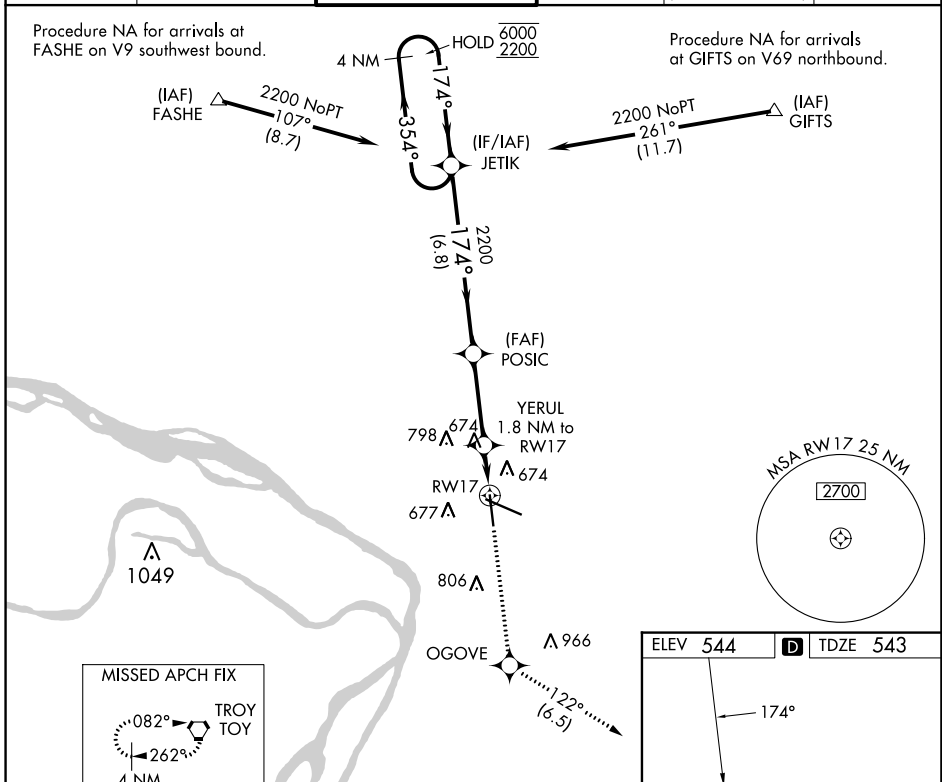 Procedure NA for arrivals at
FASHE on V9 southwest bound.
HOLD 6000
2200
4 NM
174°
354°
Procedure NA for arrivals
at GIFTS on V69 northbound.
(IAF)
FASHE
2200 NoPT
107°
(8.7)
(IF/IAF)
JETIK
2200 NoPT
261°
(11.7)
(IAF)
GIFTS
2200
174°
(6.8)
(FAF)
POSIC
YERUL
1.8 NM to
RW17
798
674
674
RW17
677
MSA RW17 25 NM
2700
1049
806
OGOVE
966
122°
(6.5)
ELEV 544 D TDZE 543
174°
MISSED APCH FIX
TROY
TOY
082°
262°
4 NM